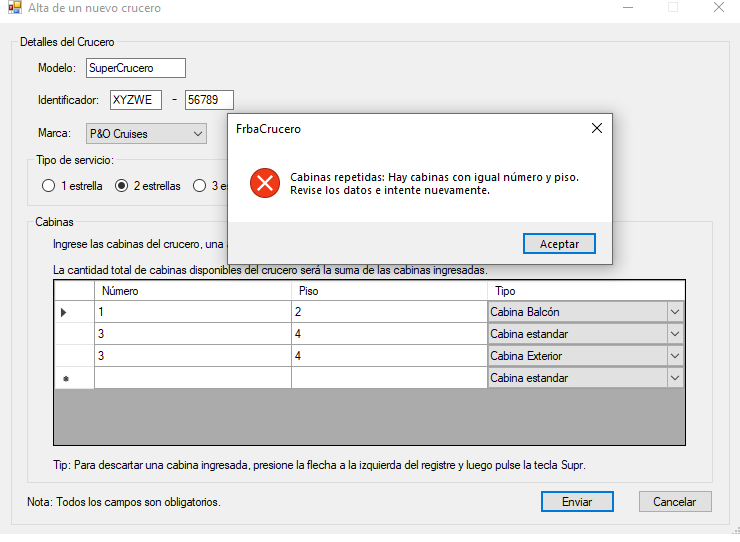 Alta de un nuevo crucero
Detalles del Crucero
Modelo: SuperCrucero
Identificador: XYZWE - 56789
Marca: P&O Cruises
Tipo de servicio:
1 estrella 2 estrellas 3
FrbaCrucero
Cabinas repetidas: Hay cabinas con igual número y piso.
Revise los datos e intente nuevamente.
Aceptar
Cabinas
Ingrese las cabinas del crucero, una
La cantidad total de cabinas disponibles del crucero será la suma de las cabinas ingresadas.
Número Piso Tipo
1 2 Cabina Balcón
3 4 Cabina estandar
3 4 Cabina Exterior
Cabina estandar
Tip: Para descartar una cabina ingresada, presione la flecha a la izquierda del registre y luego pulse la tecla Supr.
Nota: Todos los campos son obligatorios.
Enviar Cancelar